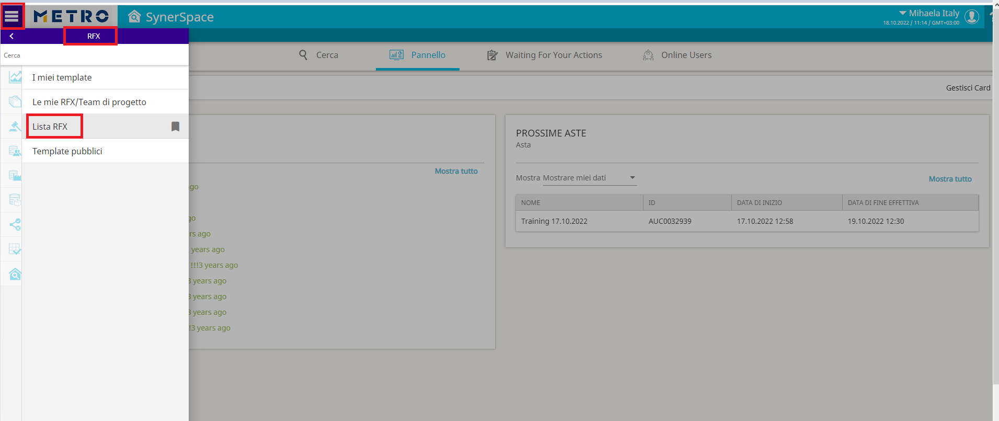 METRO
SynerSpace
Mihaela Italy
18.10.2022 / 11:14 / GMT+03:00
?
RFX
Cerca
I miei template
Le mie RFX/Team di progetto
Lista RFX
Template pubblici
Cerca
Pannello
Waiting For Your Actions
Online Users
Gestisci Card
Mostra tutto
ago
go
rs ago
years ago
!!!3 years ago
3 years ago
3 years ago
3 years ago
!3 years ago
PROSSIME ASTE
Asta
Mostra Mostrare miei dati
Mostra tutto
NOME ID DATA DI INIZIO DATA DI FINE EFFETTIVA
Training 17.10.2022 AUC0032939 17.10.2022 12:58 19.10.2022 12:30